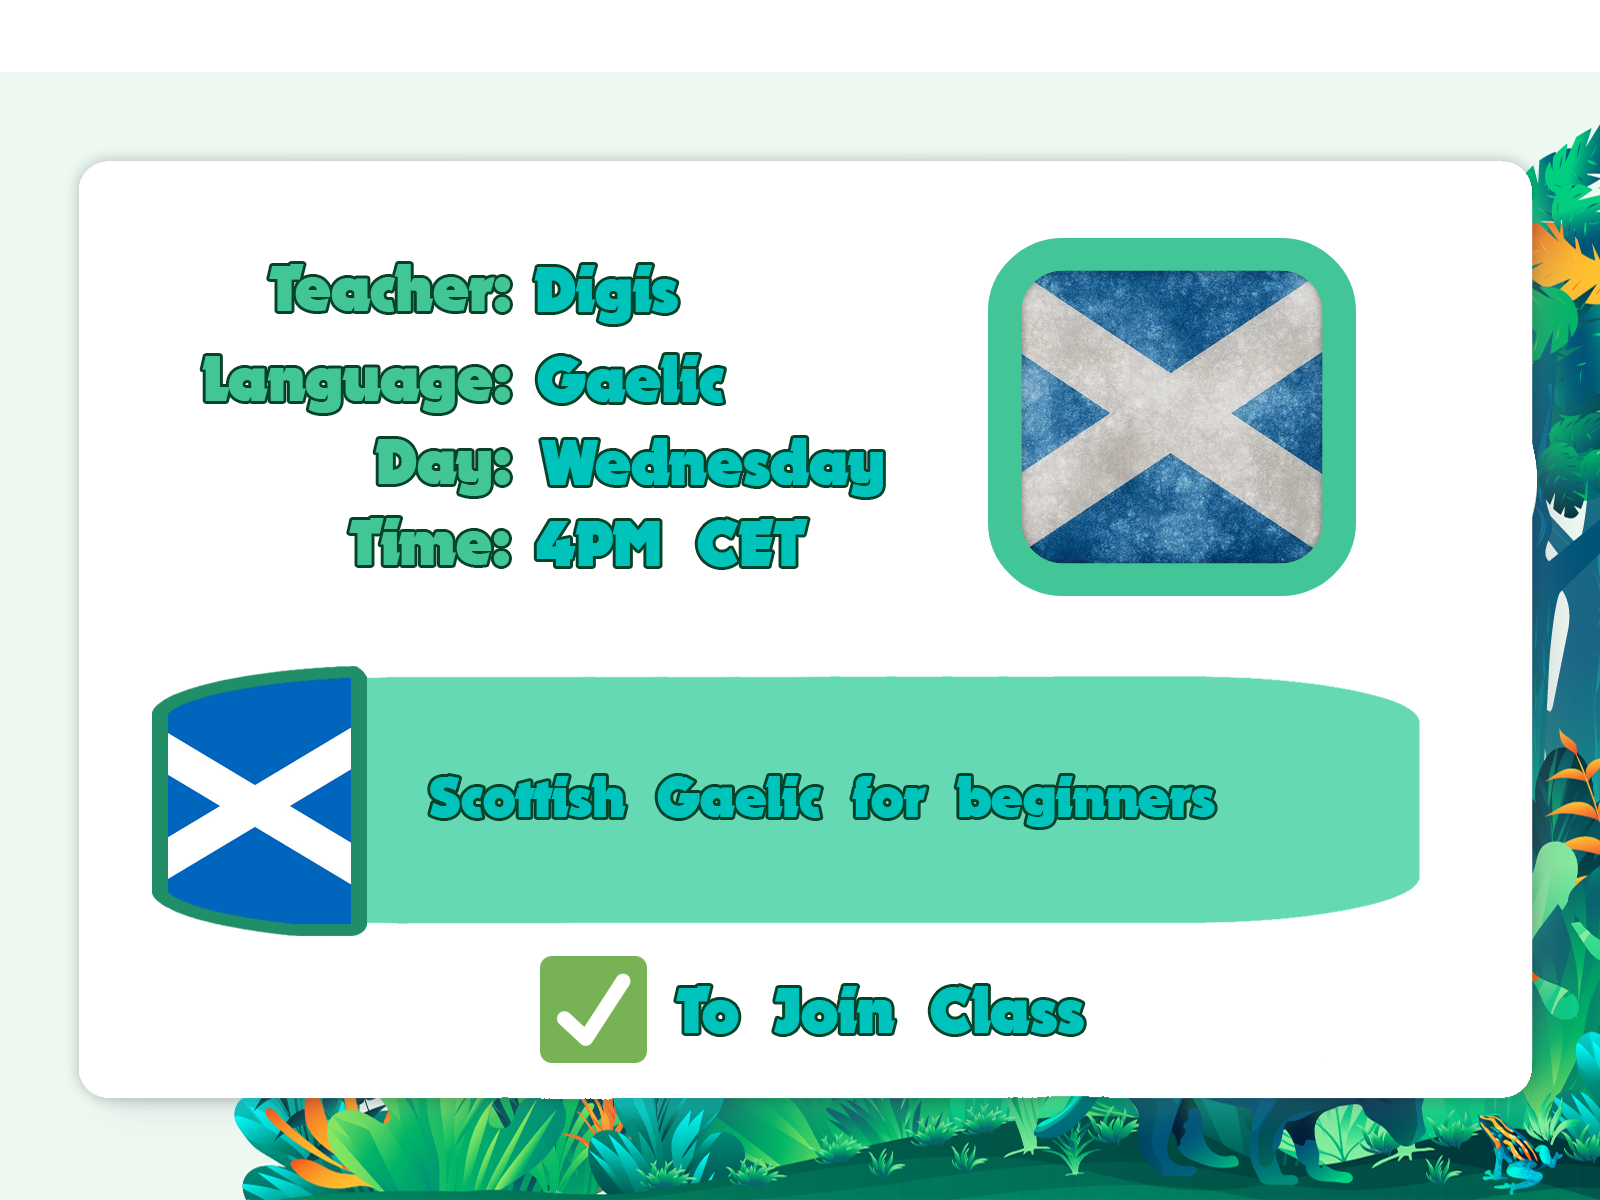 Teacher: Digis
Language: Gaelic
Day: Wednesday
Time: 4PM CET
Scottish Gaelic for beginners
To Join Class